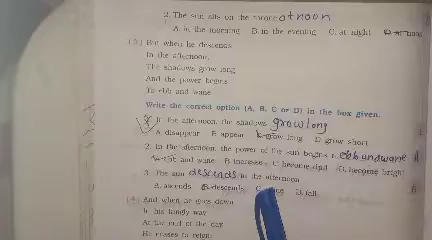 2. The sun sits on the throne at noon
A. in the morning B. in the evening C. at night D. at noon
(3) But when he descends
In the afternoon,
The shadows grow long
And the power begins
To ebb and wane
Write the correct option (A, B, C or D) in the box given.
1. In the afternoon, the shadows grow long
A. disappear B. appear C. grow long D. grow short
2. In the afternoon, the power of the sun begins to ebb and wane A
A. ebb and wane B. increase C. become dead D. become bright
3. The sun descends in the afternoon
A. ascends B. descends C. D. fall B
(4) And when he goes down
In his kingly way
At the end of the day
He ceases to reign